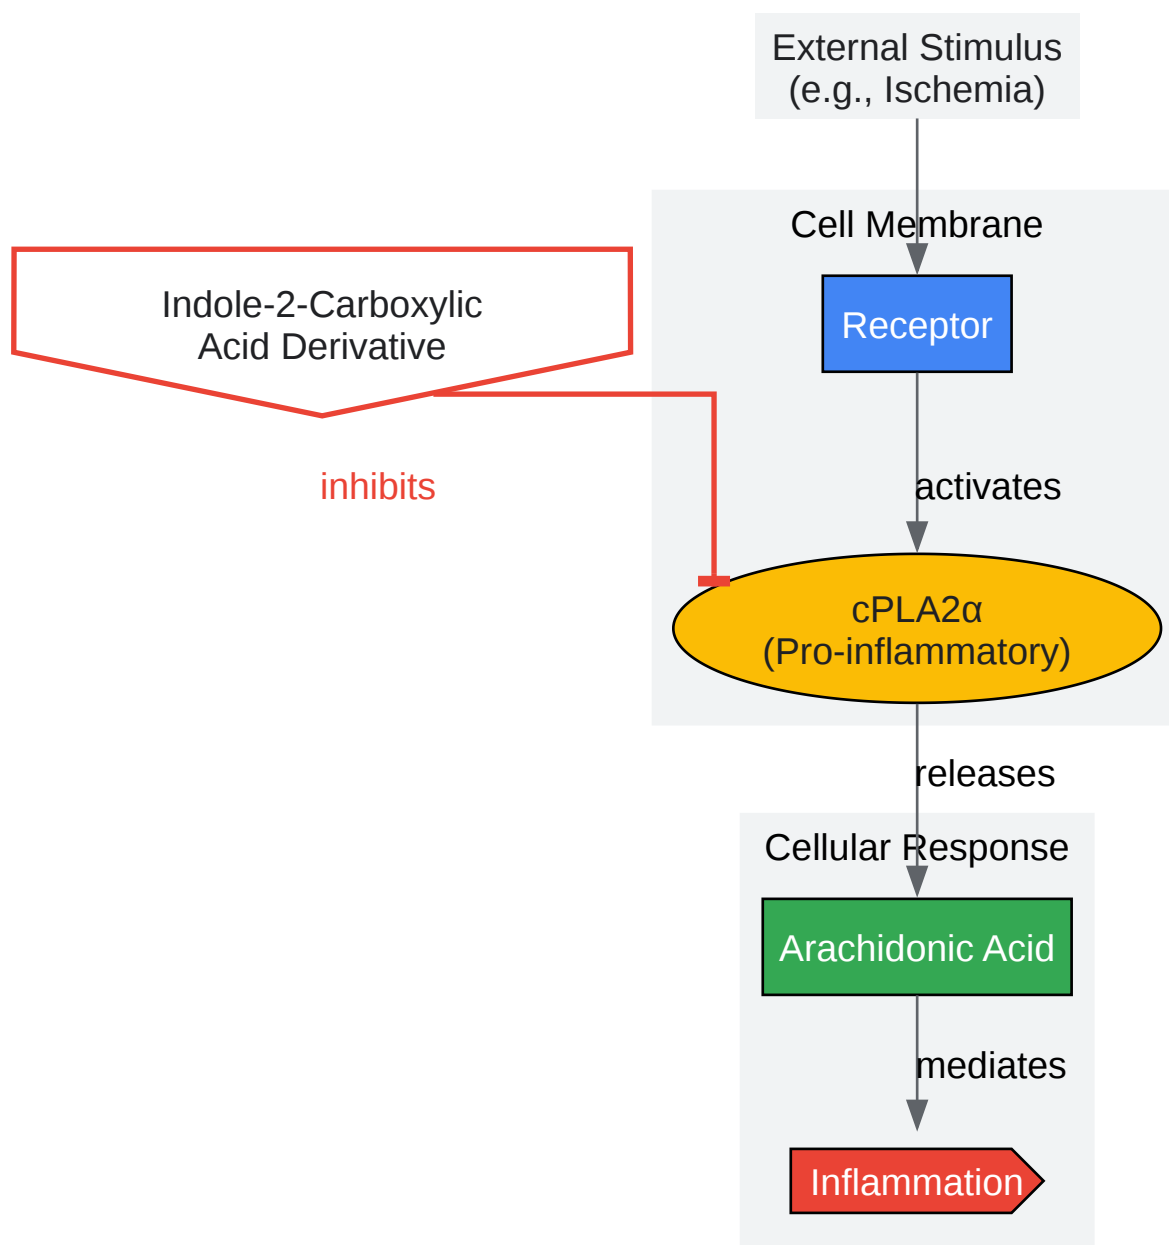 External Stimulus
(e.g., Ischemia)
Cell Membrane
Indole-2-Carboxylic
Acid Derivative
Receptor
inhibits
activates
cPLA2α
(Pro-inflammatory)
releases
Cellular Response
Arachidonic Acid
mediates
Inflammation